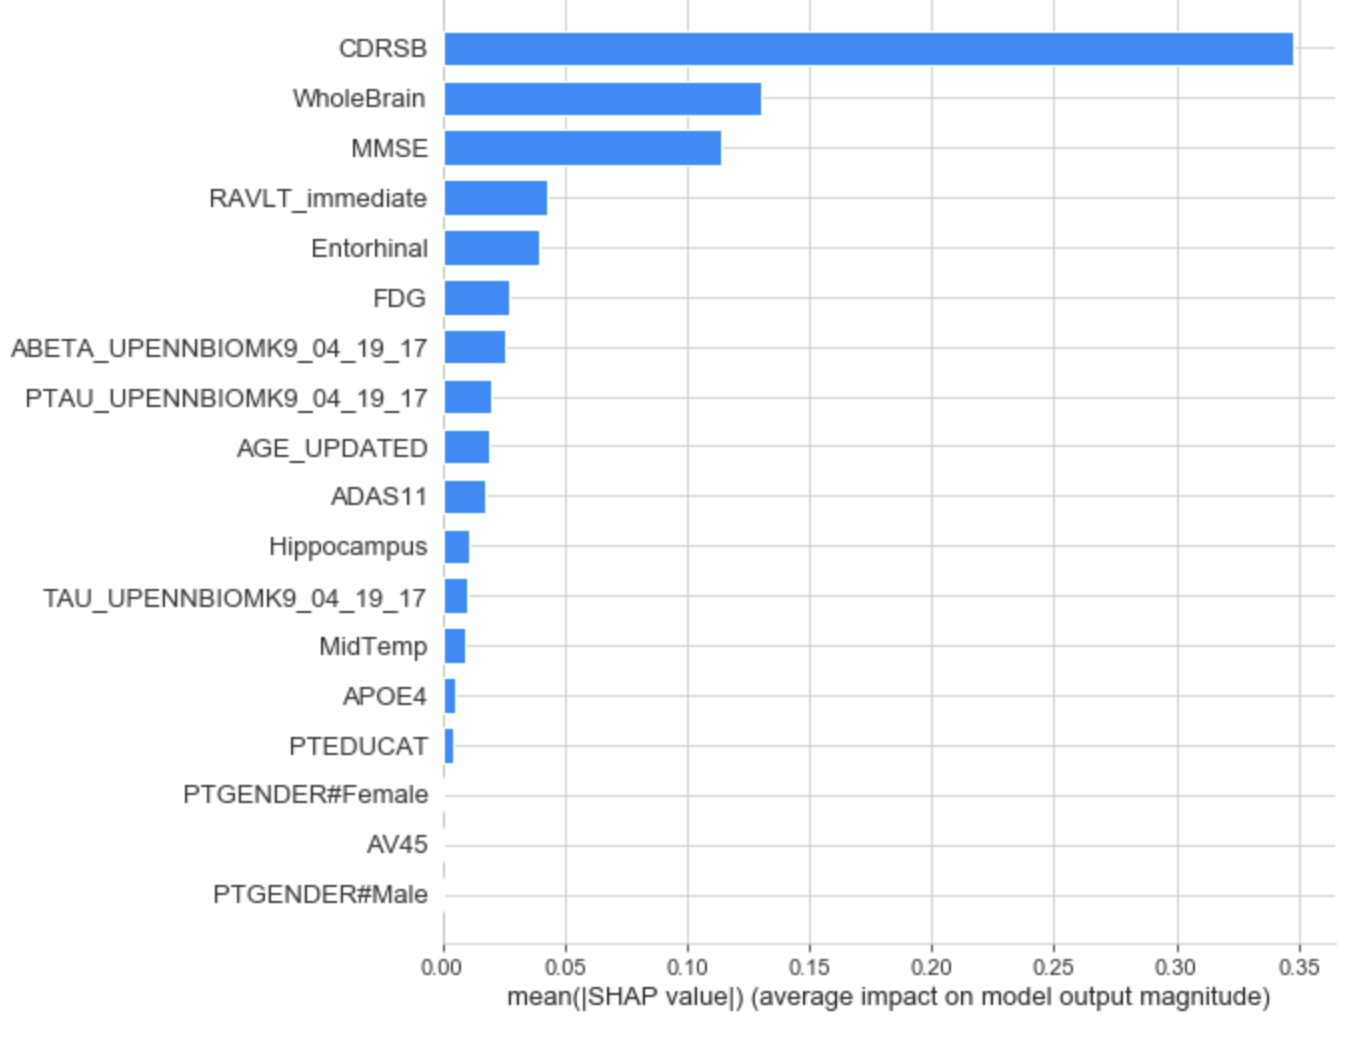 CDRSB
WholeBrain
MMSE
RAVLT_immediate
Entorhinal
FDG
ABETA_UPENNBIOMK9_04_19_17
PTAU_UPENNBIOMK9_04_19_17
AGE_UPDATED
ADAS11
Hippocampus
TAU_UPENNBIOMK9_04_19_17
MidTemp
APOE4
PTEDUCAT
PTGENDER#Female
AV45
PTGENDER#Male
0.00 0.05 0.10 0.15 0.20 0.25 0.30 0.35
mean(|SHAP value|) (average impact on model output magnitude)